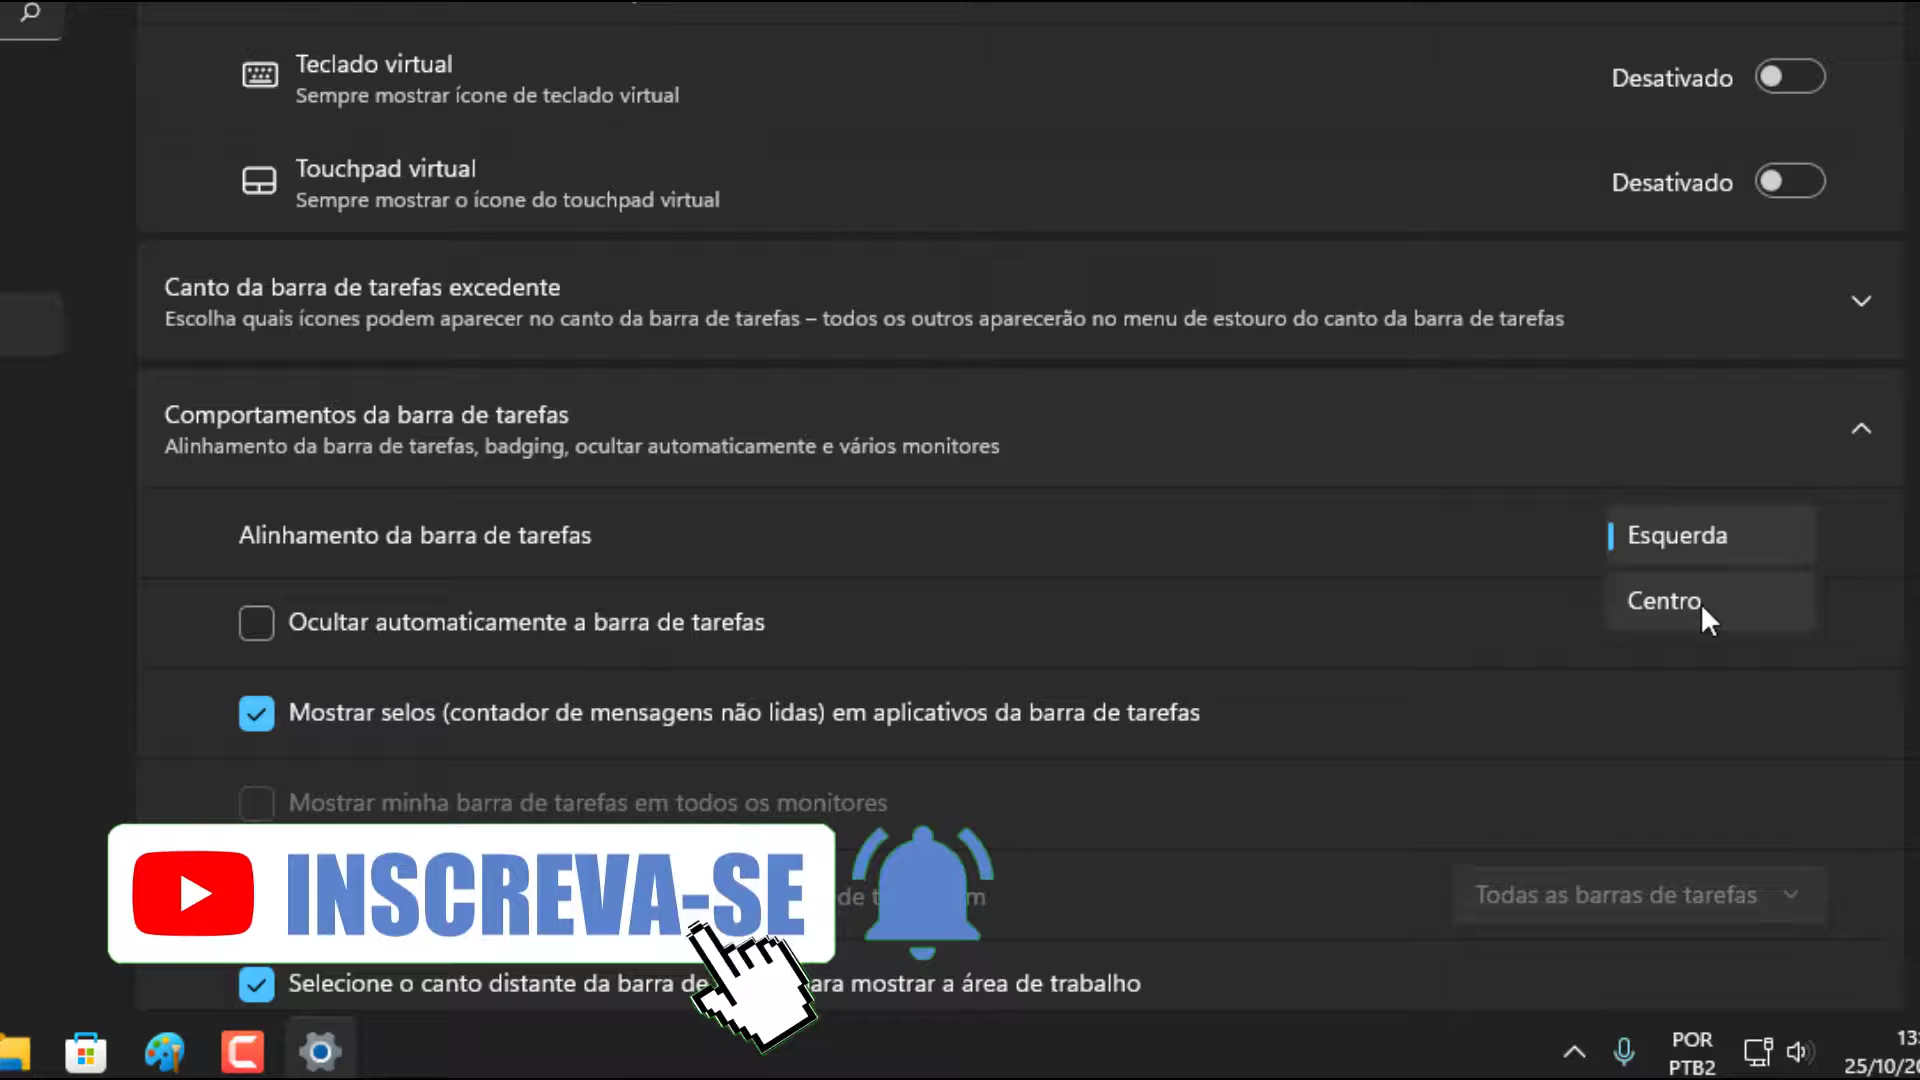 Teclado virtual
Sempre mostrar ícone de teclado virtual
Desativado
Touchpad virtual
Sempre mostrar o ícone do touchpad virtual
Desativado
Canto da barra de tarefas excedente
Escolha quais ícones podem aparecer no canto da barra de tarefas – todos os outros aparecerão no menu de estouro do canto da barra de tarefas
Comportamentos da barra de tarefas
Alinhamento da barra de tarefas, badging, ocultar automaticamente e vários monitores
Alinhamento da barra de tarefas
Esquerda
Centro
Ocultar automaticamente a barra de tarefas
Mostrar selos (contador de mensagens não lidas) em aplicativos da barra de tarefas
Mostrar minha barra de tarefas em todos os monitores
INSCREVA-SE
de
Todas as barras de tarefas
Selecione o canto distante da barra de
mostrar a área de trabalho
POR
PTB2
13:
25/10/20